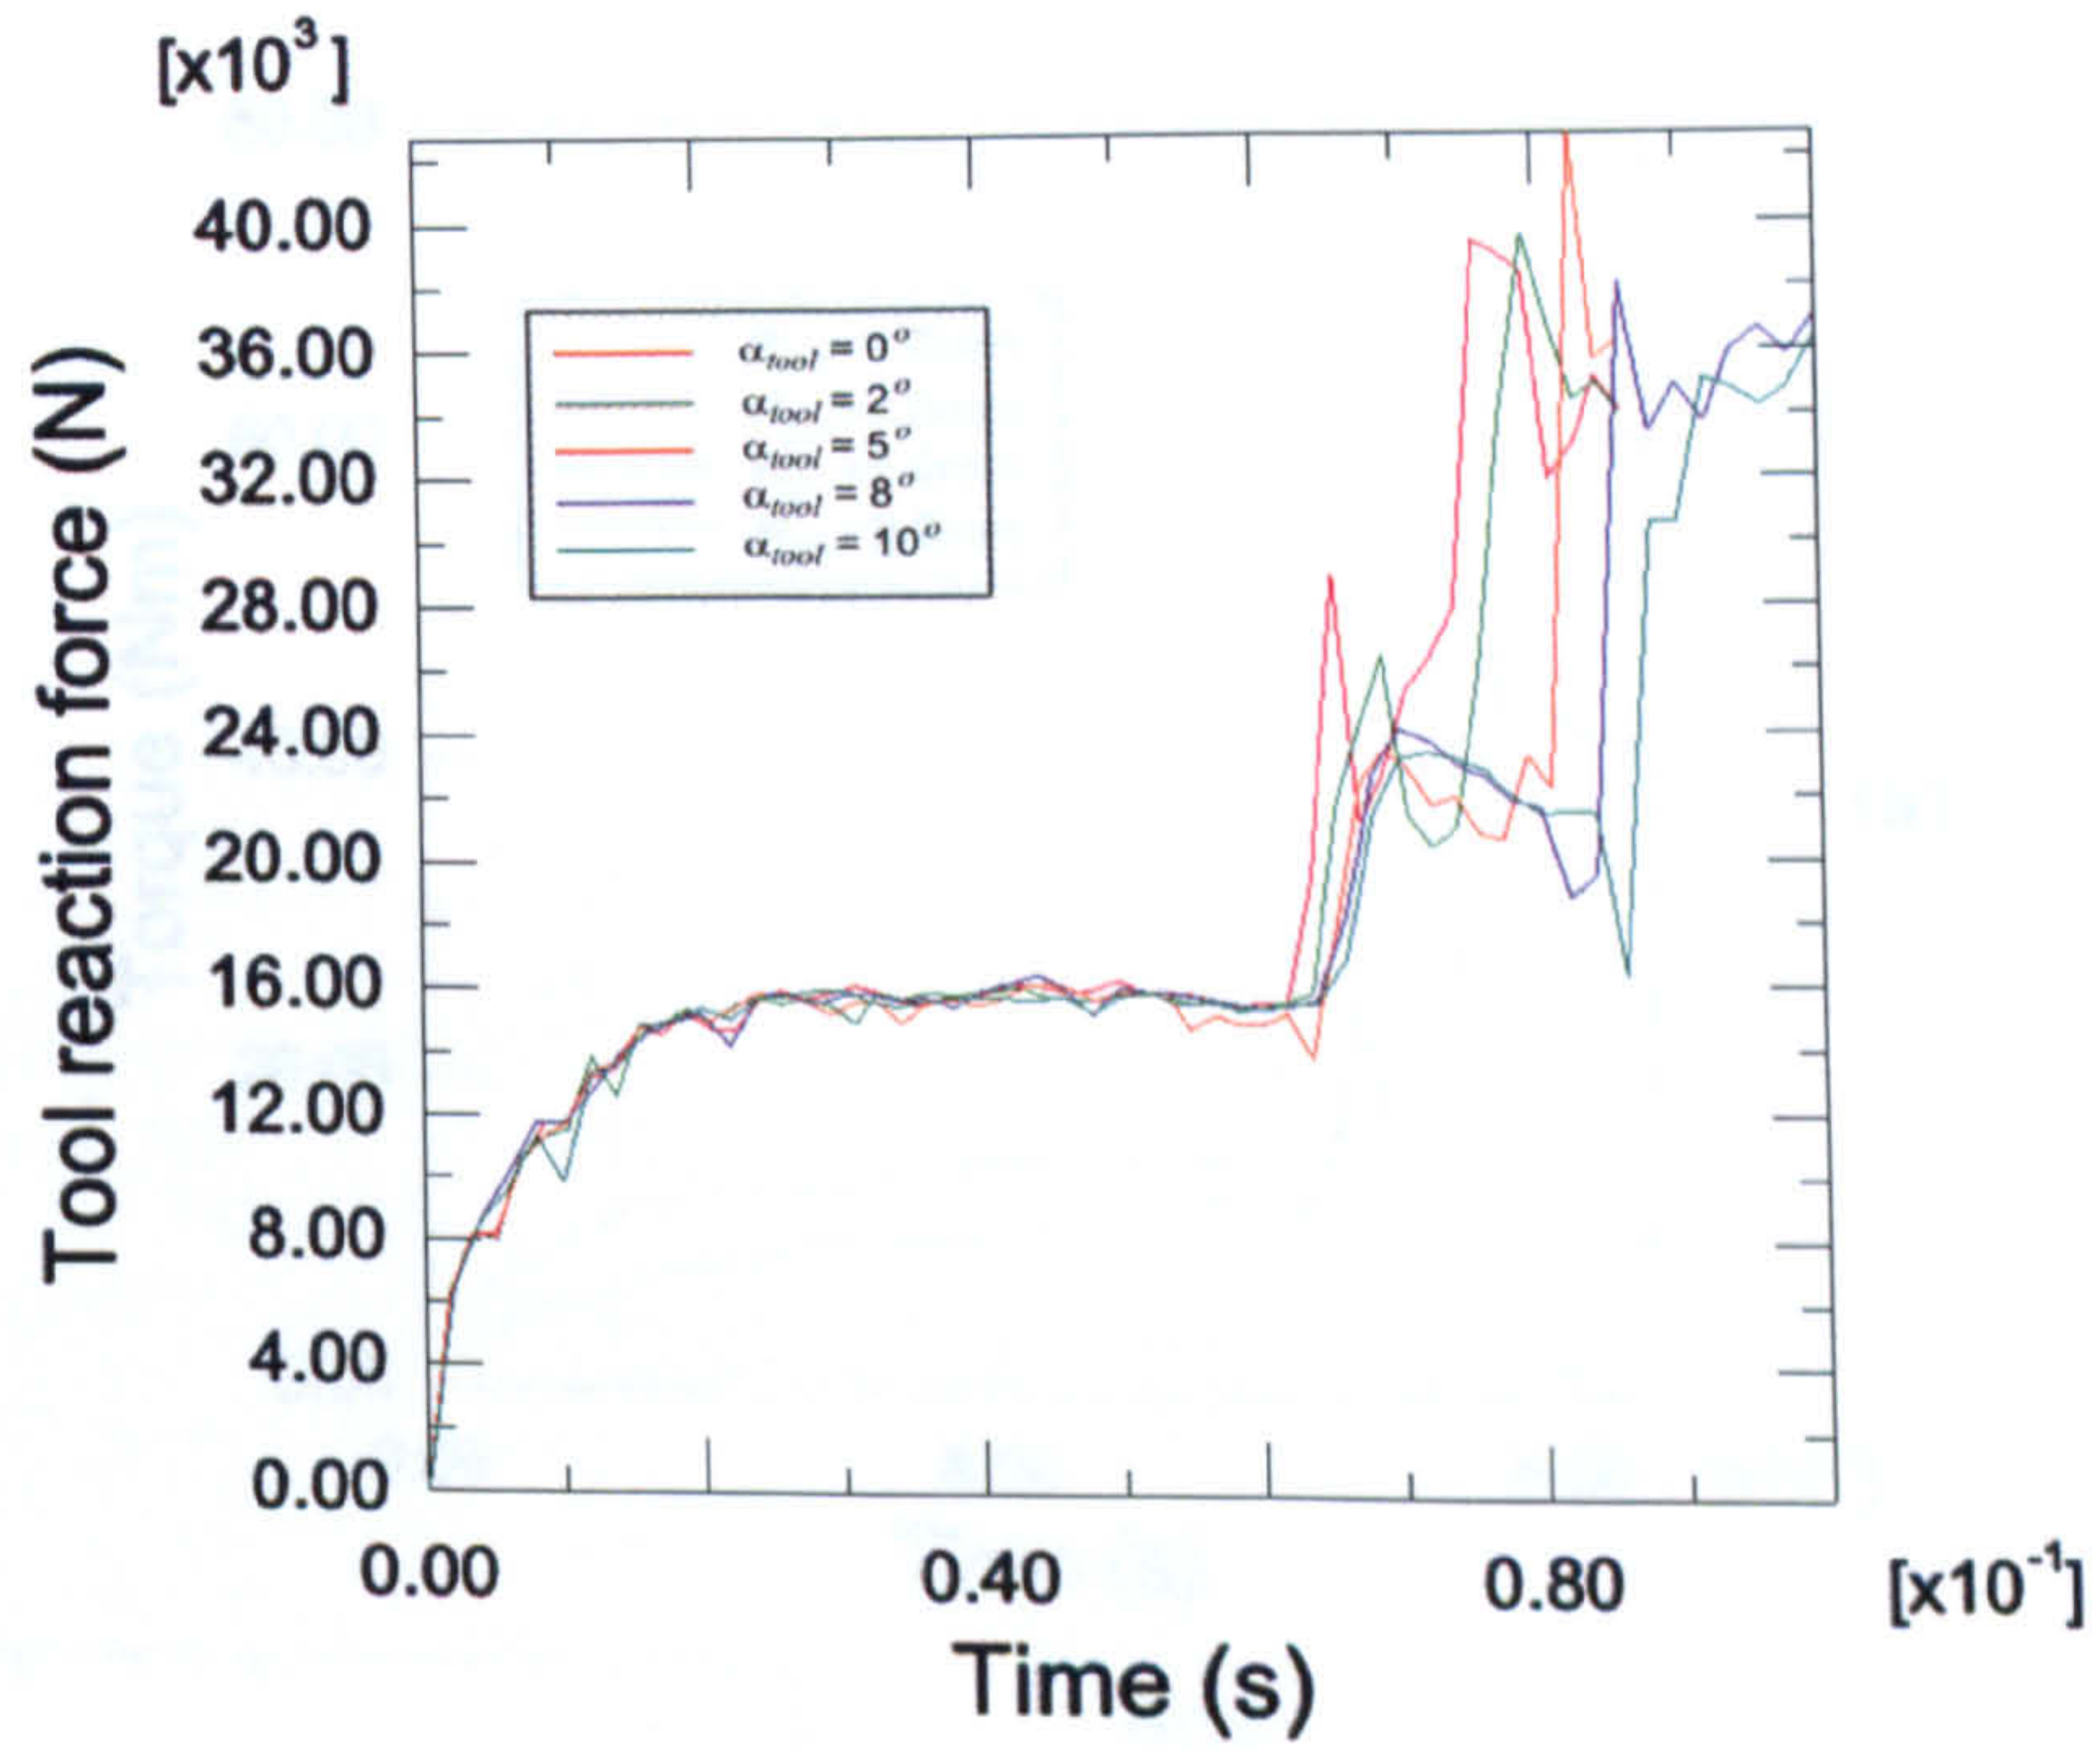 [x10³]
40.00
36.00
32.00
28.00
24.00
20.00
16.00
12.00
8.00
4.00
0.00
Tool reaction force (N)
α_tool = 0°
α_tool = 2°
α_tool = 5°
α_tool = 8°
α_tool = 10°
0.00 0.40 0.80 [x10⁻¹]
Time (s)